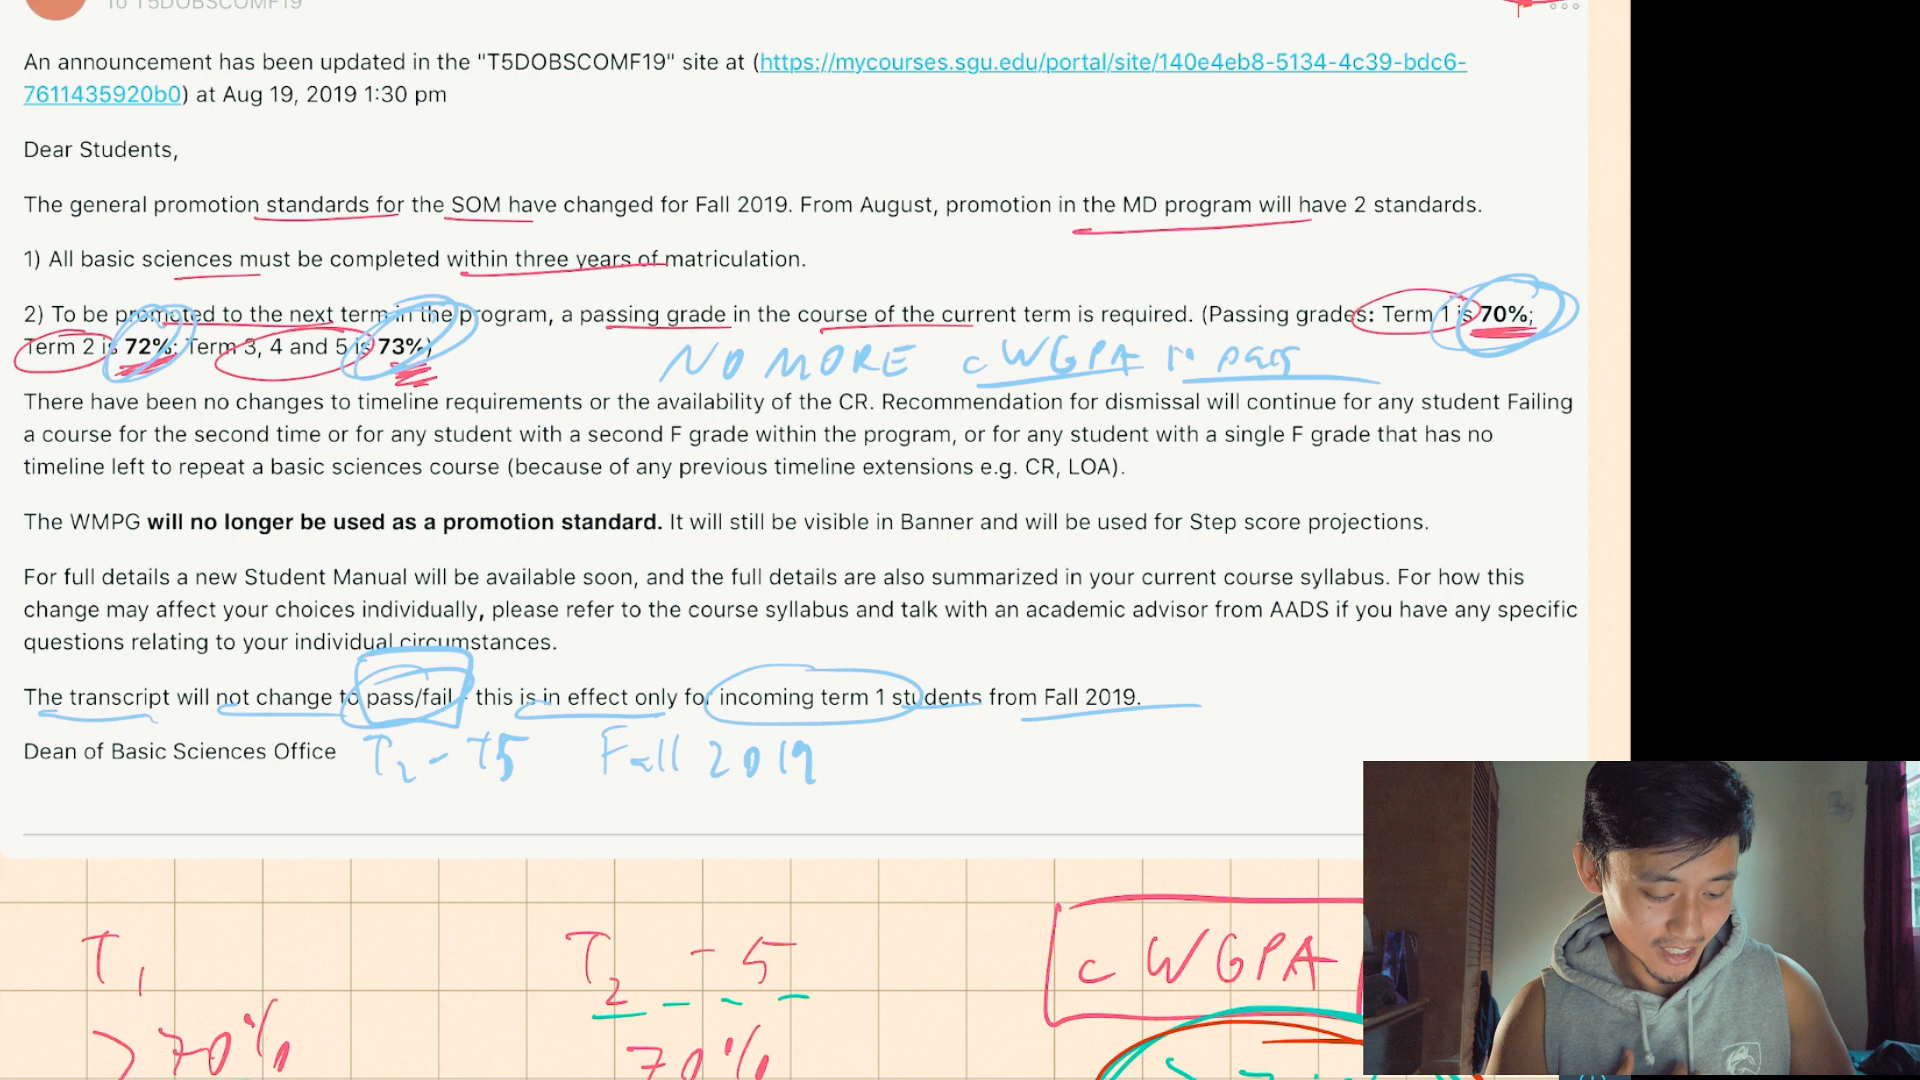 To T5DOBSCOMF19
An announcement has been updated in the "T5DOBSCOMF19" site at (https://mycourses.sgu.edu/portal/site/140e4eb8-5134-4c39-bdc6-
7611435920b0) at Aug 19, 2019 1:30 pm
Dear Students,
The general promotion standards for the SOM have changed for Fall 2019. From August, promotion in the MD program will have 2 standards.
1) All basic sciences must be completed within three years of matriculation.
2) To be promoted to the next term in the program, a passing grade in the course of the current term is required. (Passing grades: Term 1 is 70%;
Term 2 is 72%; Term 3, 4 and 5 is 73%)
NO MORE cWGPA to pass
There have been no changes to timeline requirements or the availability of the CR. Recommendation for dismissal will continue for any student Failing
a course for the second time or for any student with a second F grade within the program, or for any student with a single F grade that has no
timeline left to repeat a basic sciences course (because of any previous timeline extensions e.g. CR, LOA).
The WMPG will no longer be used as a promotion standard. It will still be visible in Banner and will be used for Step score projections.
For full details a new Student Manual will be available soon, and the full details are also summarized in your current course syllabus. For how this
change may affect your choices individually, please refer to the course syllabus and talk with an academic advisor from AADS if you have any specific
questions relating to your individual circumstances.
The transcript will not change to pass/fail - this is in effect only for incoming term 1 students from Fall 2019.
Dean of Basic Sciences Office
T2 - T5 Fall 2019
T1 T2 - 5 cWGPA
>70% 70%